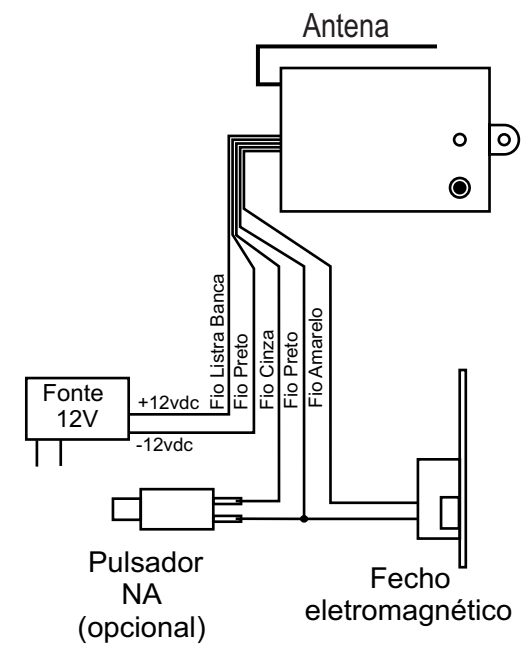 Antena
Fio Listra Banca
Fio Preto
Fio Cinza
Fio Preto
Fio Amarelo
Fonte
12V
+12vdc
-12vdc
Pulsador
NA
(opcional)
Fecho
eletromagnético